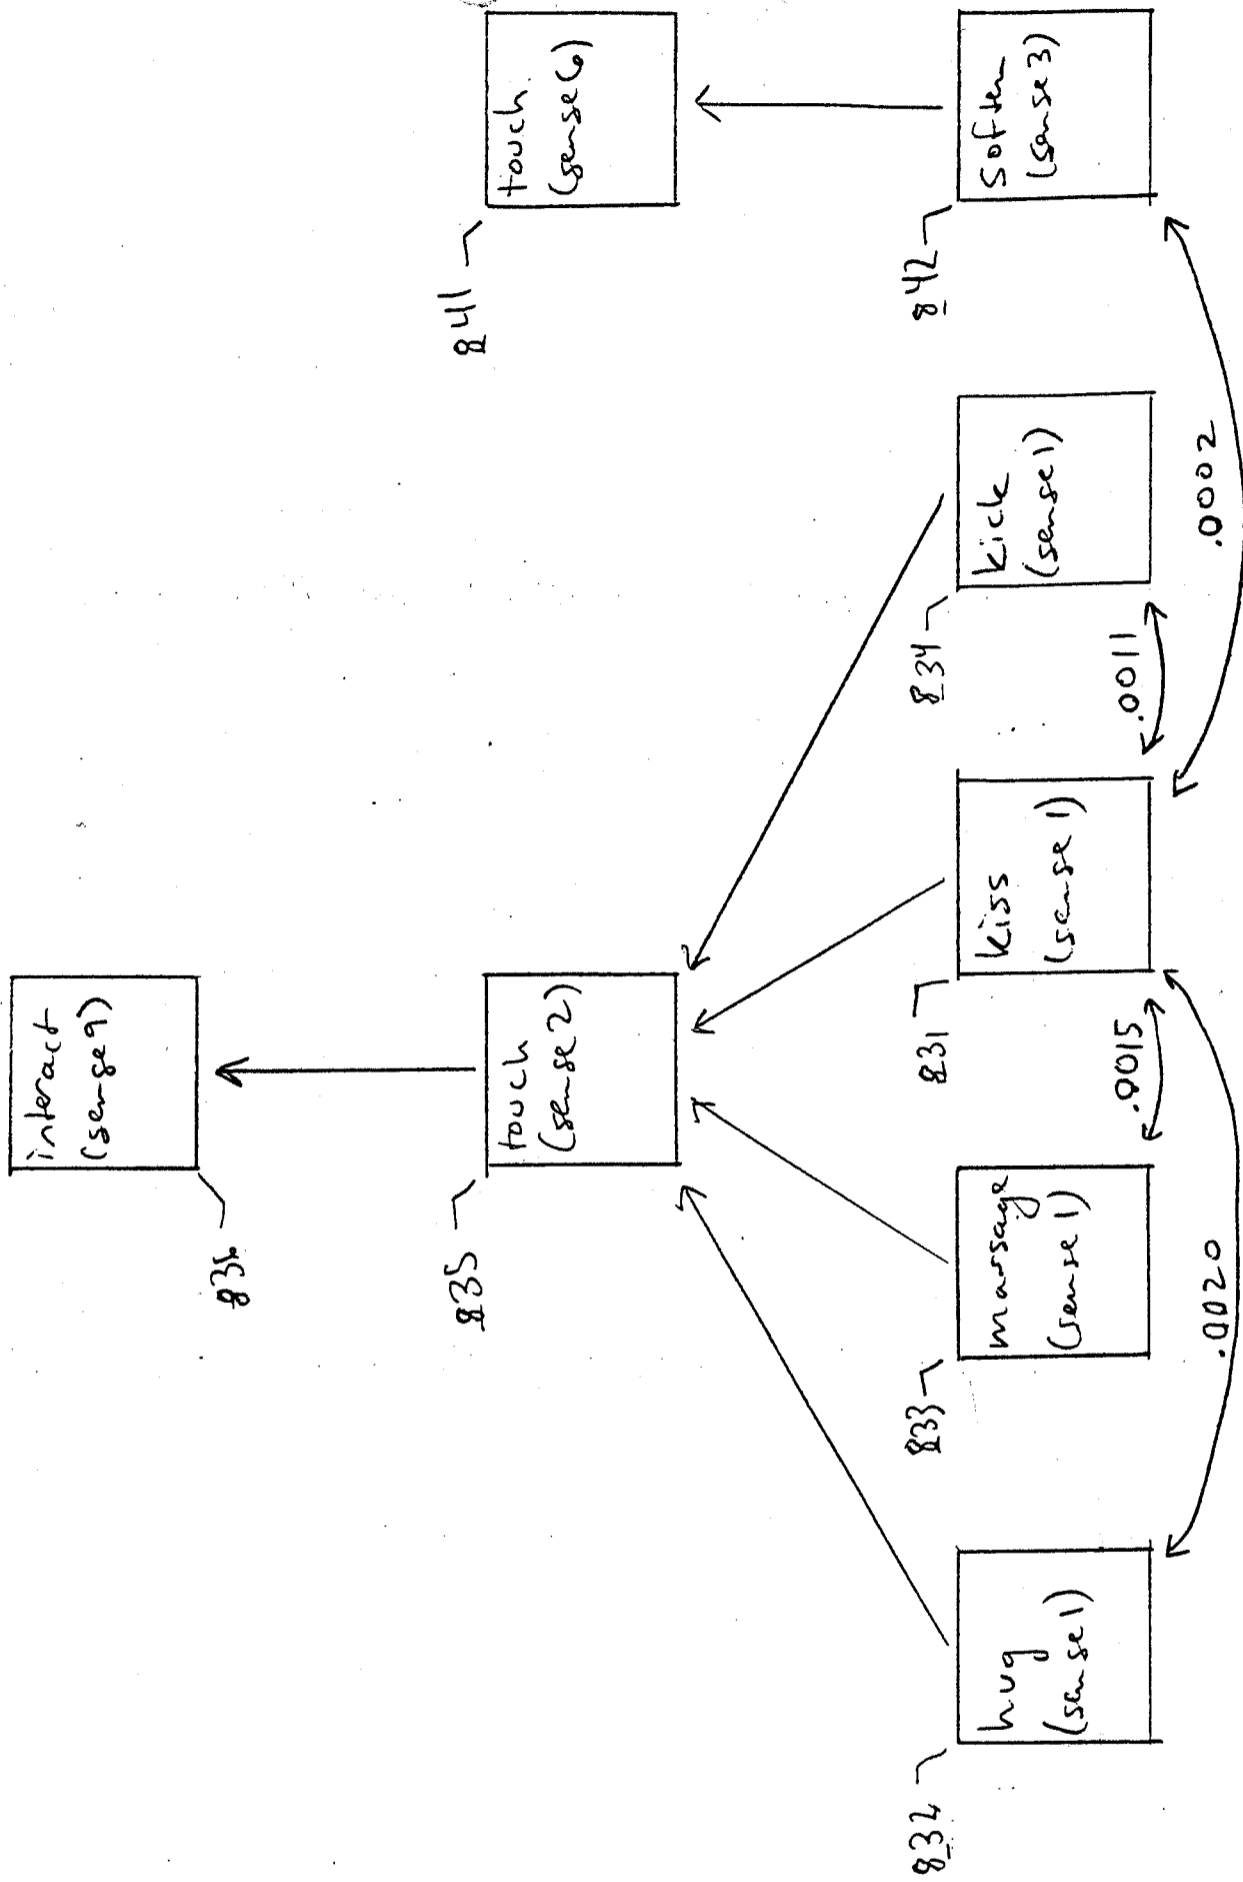 interact
(sense 9)
836
touch
(sense 2)
835
touch
(sense 6)
841
hug
(sense 1)
832
massage
(sense 1)
833
kiss
(sense 1)
831
kick
(sense 1)
834
soften
(sense 3)
842
.0015
.0011
.0020
.0002